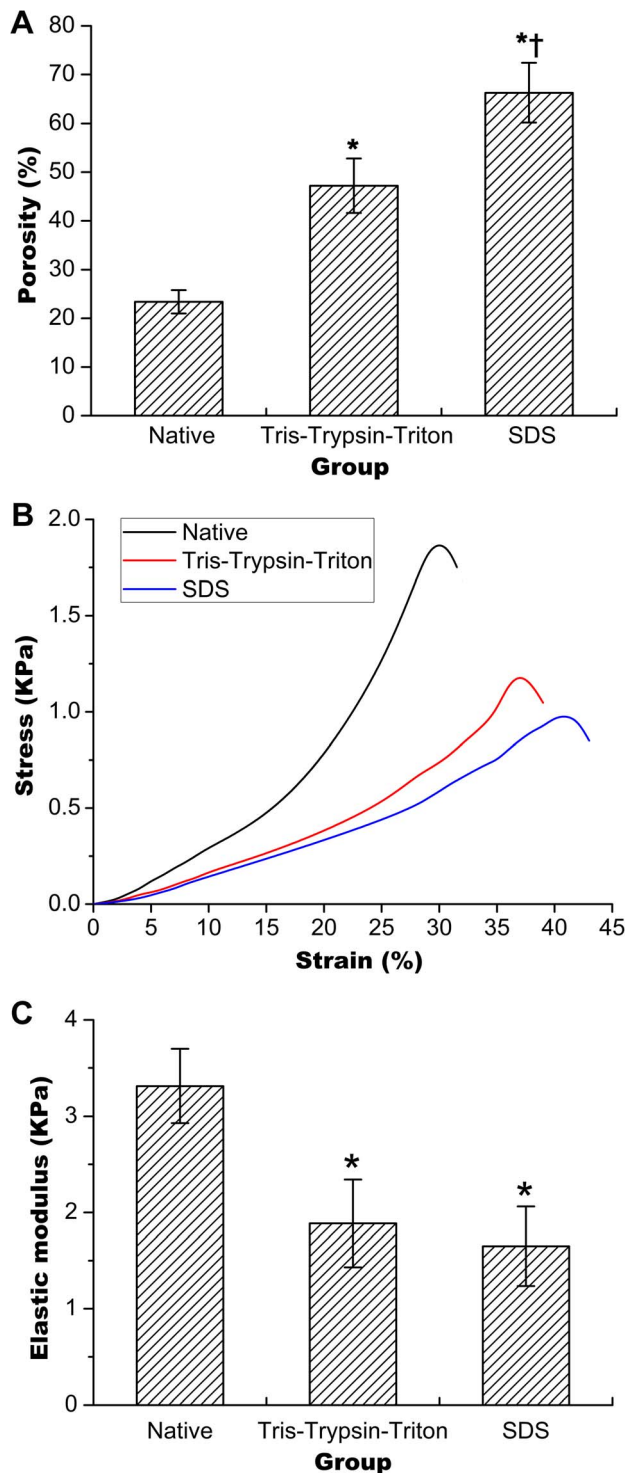 A
80
70
60
50
40
30
20
10
0
Porosity (%)
*
*†
Native Tris-Trypsin-Triton SDS
Group
B
2.0
1.5
1.0
0.5
0.0
Stress (KPa)
Native
Tris-Trypsin-Triton
SDS
0 5 10 15 20 25 30 35 40 45
Strain (%)
C
4
3
2
1
0
Elastic modulus (KPa)
*
*
Native Tris-Trypsin-Triton SDS
Group